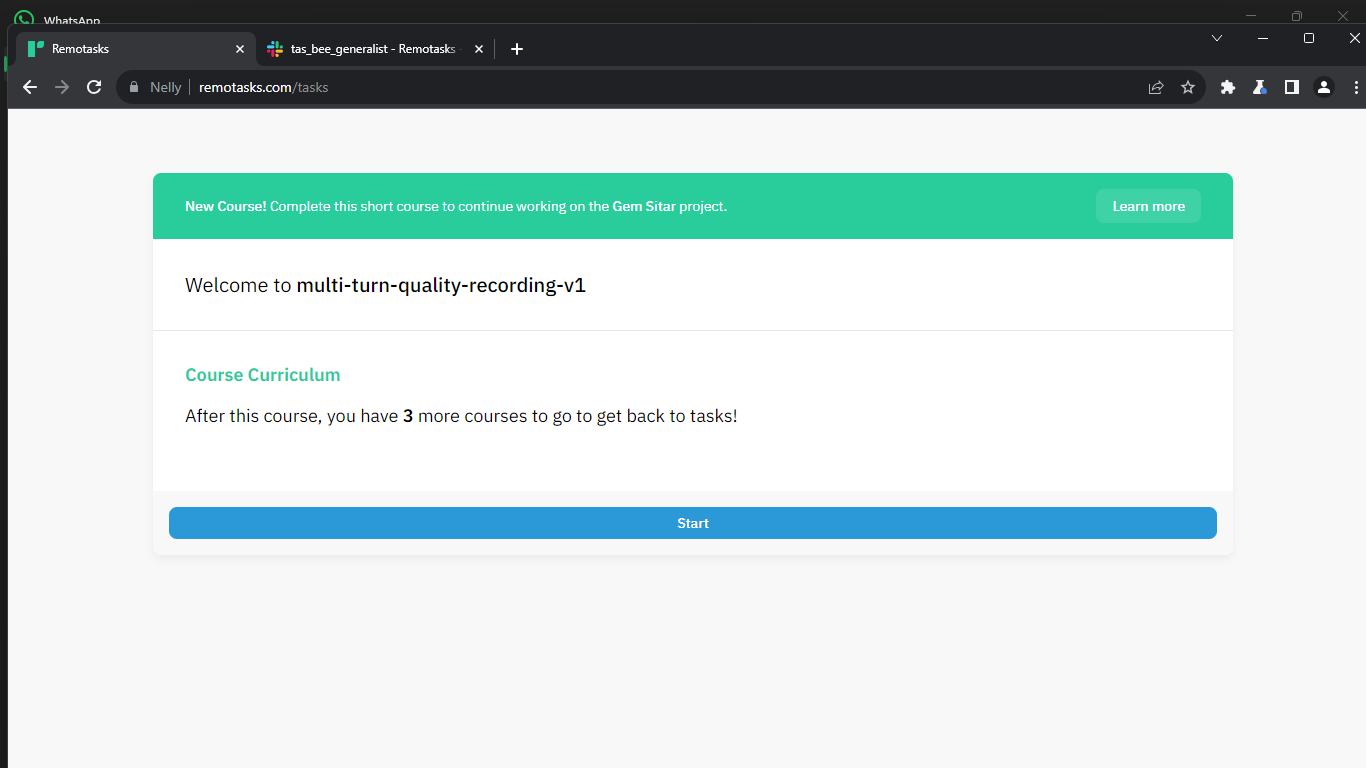 WhatsApp
Remotasks
tas_bee_generalist - Remotasks
Nelly
remotasks.com/tasks
New Course! Complete this short course to continue working on the Gem Sitar project.
Learn more
Welcome to multi-turn-quality-recording-v1
Course Curriculum
After this course, you have 3 more courses to go to get back to tasks!
Start